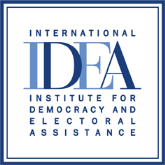 INTERNATIONAL
IDEA
INSTITUTE FOR
DEMOCRACY AND
ELECTORAL
ASSISTANCE